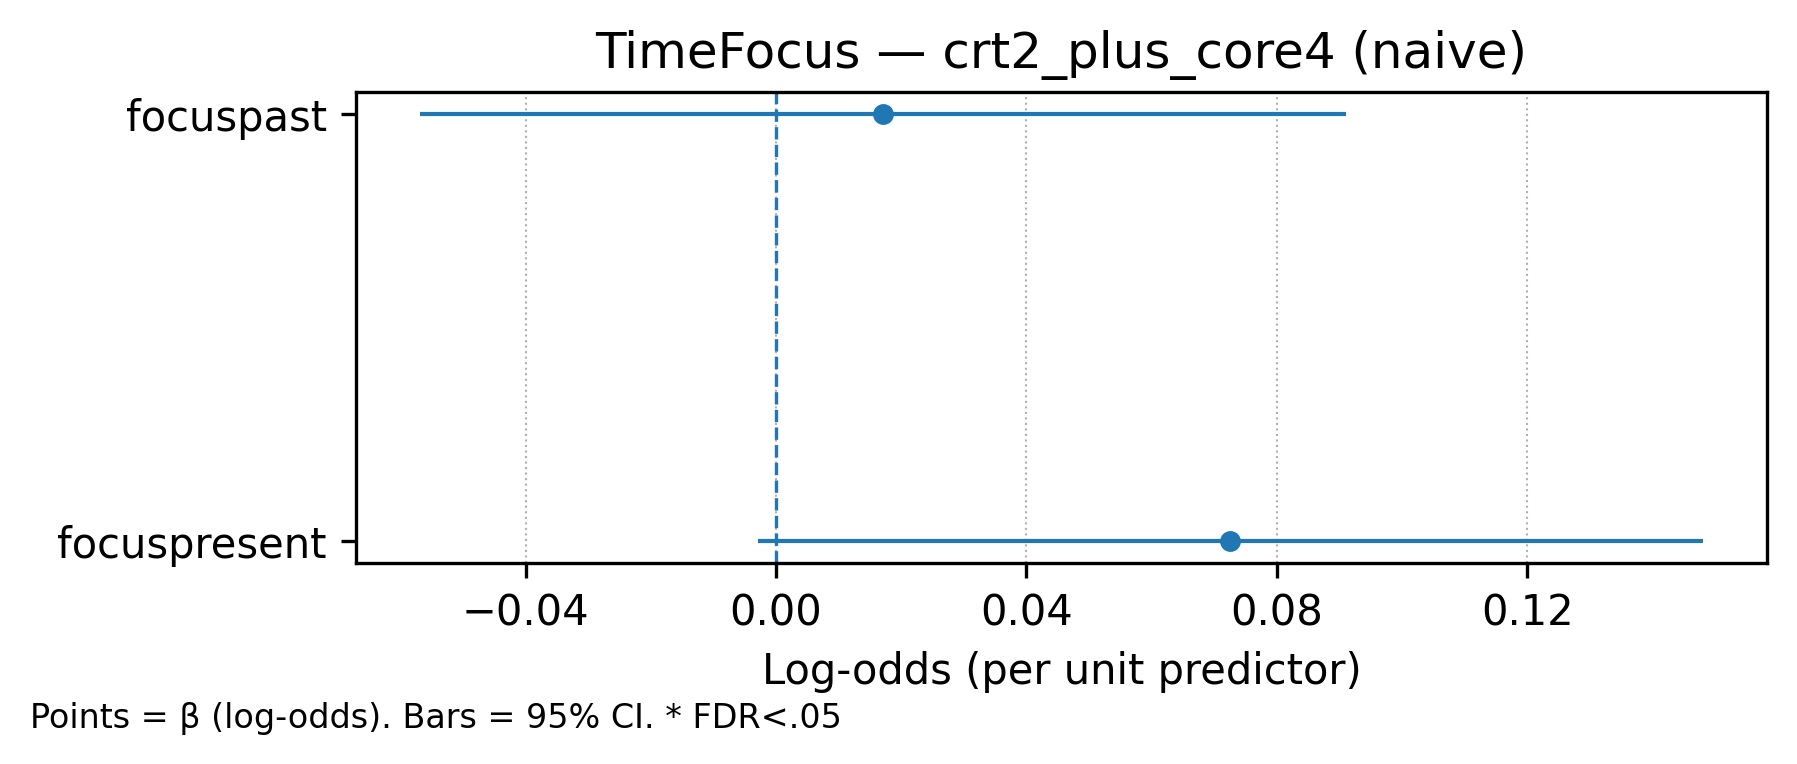 TimeFocus — crt2_plus_core4 (naive)
focuspast
focuspresent
−0.04 0.00 0.04 0.08 0.12
Log-odds (per unit predictor)
Points = β (log-odds). Bars = 95% CI. * FDR<.05